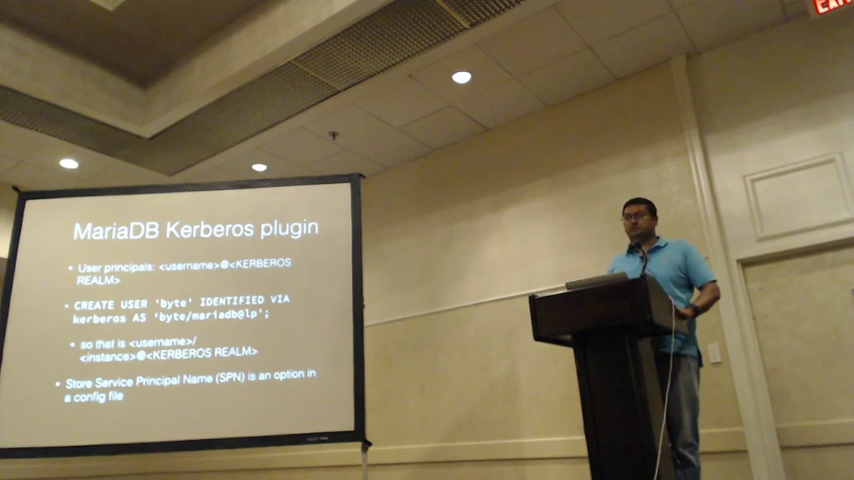 EXIT
MariaDB Kerberos plugin
• User principals: <username>@<KERBEROS
REALM>
• CREATE USER 'byte' IDENTIFIED VIA
kerberos AS 'byte/mariadb@lp';
• so that is <username>/
<instance>@<KERBEROS REALM>
• Store Service Principal Name (SPN) is an option in
a config file